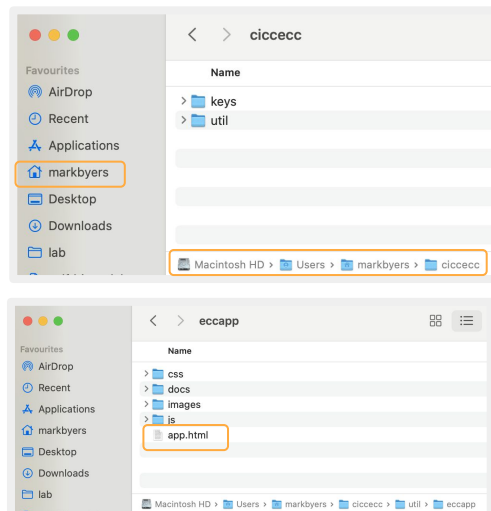 ciccecc
Favourites
Name
AirDrop
keys
Recent
util
Applications
markbyers
Desktop
Downloads
lab
Macintosh HD › Users › markbyers › ciccecc
eccapp
Favourites
Name
AirDrop
css
Recent
docs
Applications
images
js
markbyers
app.html
Desktop
Downloads
lab
Macintosh HD › Users › markbyers › ciccecc › util › eccapp